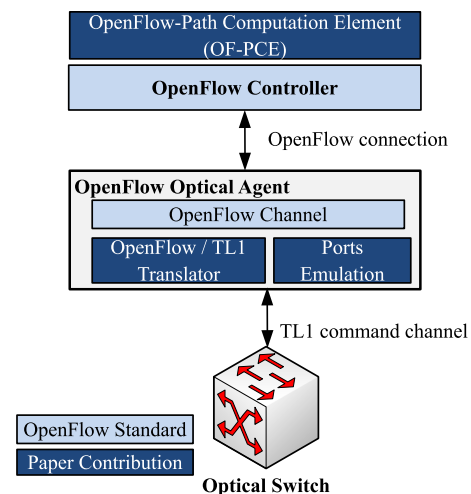 OpenFlow-Path Computation Element
(OF-PCE)
OpenFlow Controller
OpenFlow connection
OpenFlow Optical Agent
OpenFlow Channel
OpenFlow / TL1
Translator
Ports
Emulation
TL1 command channel
OpenFlow Standard
Paper Contribution
Optical Switch